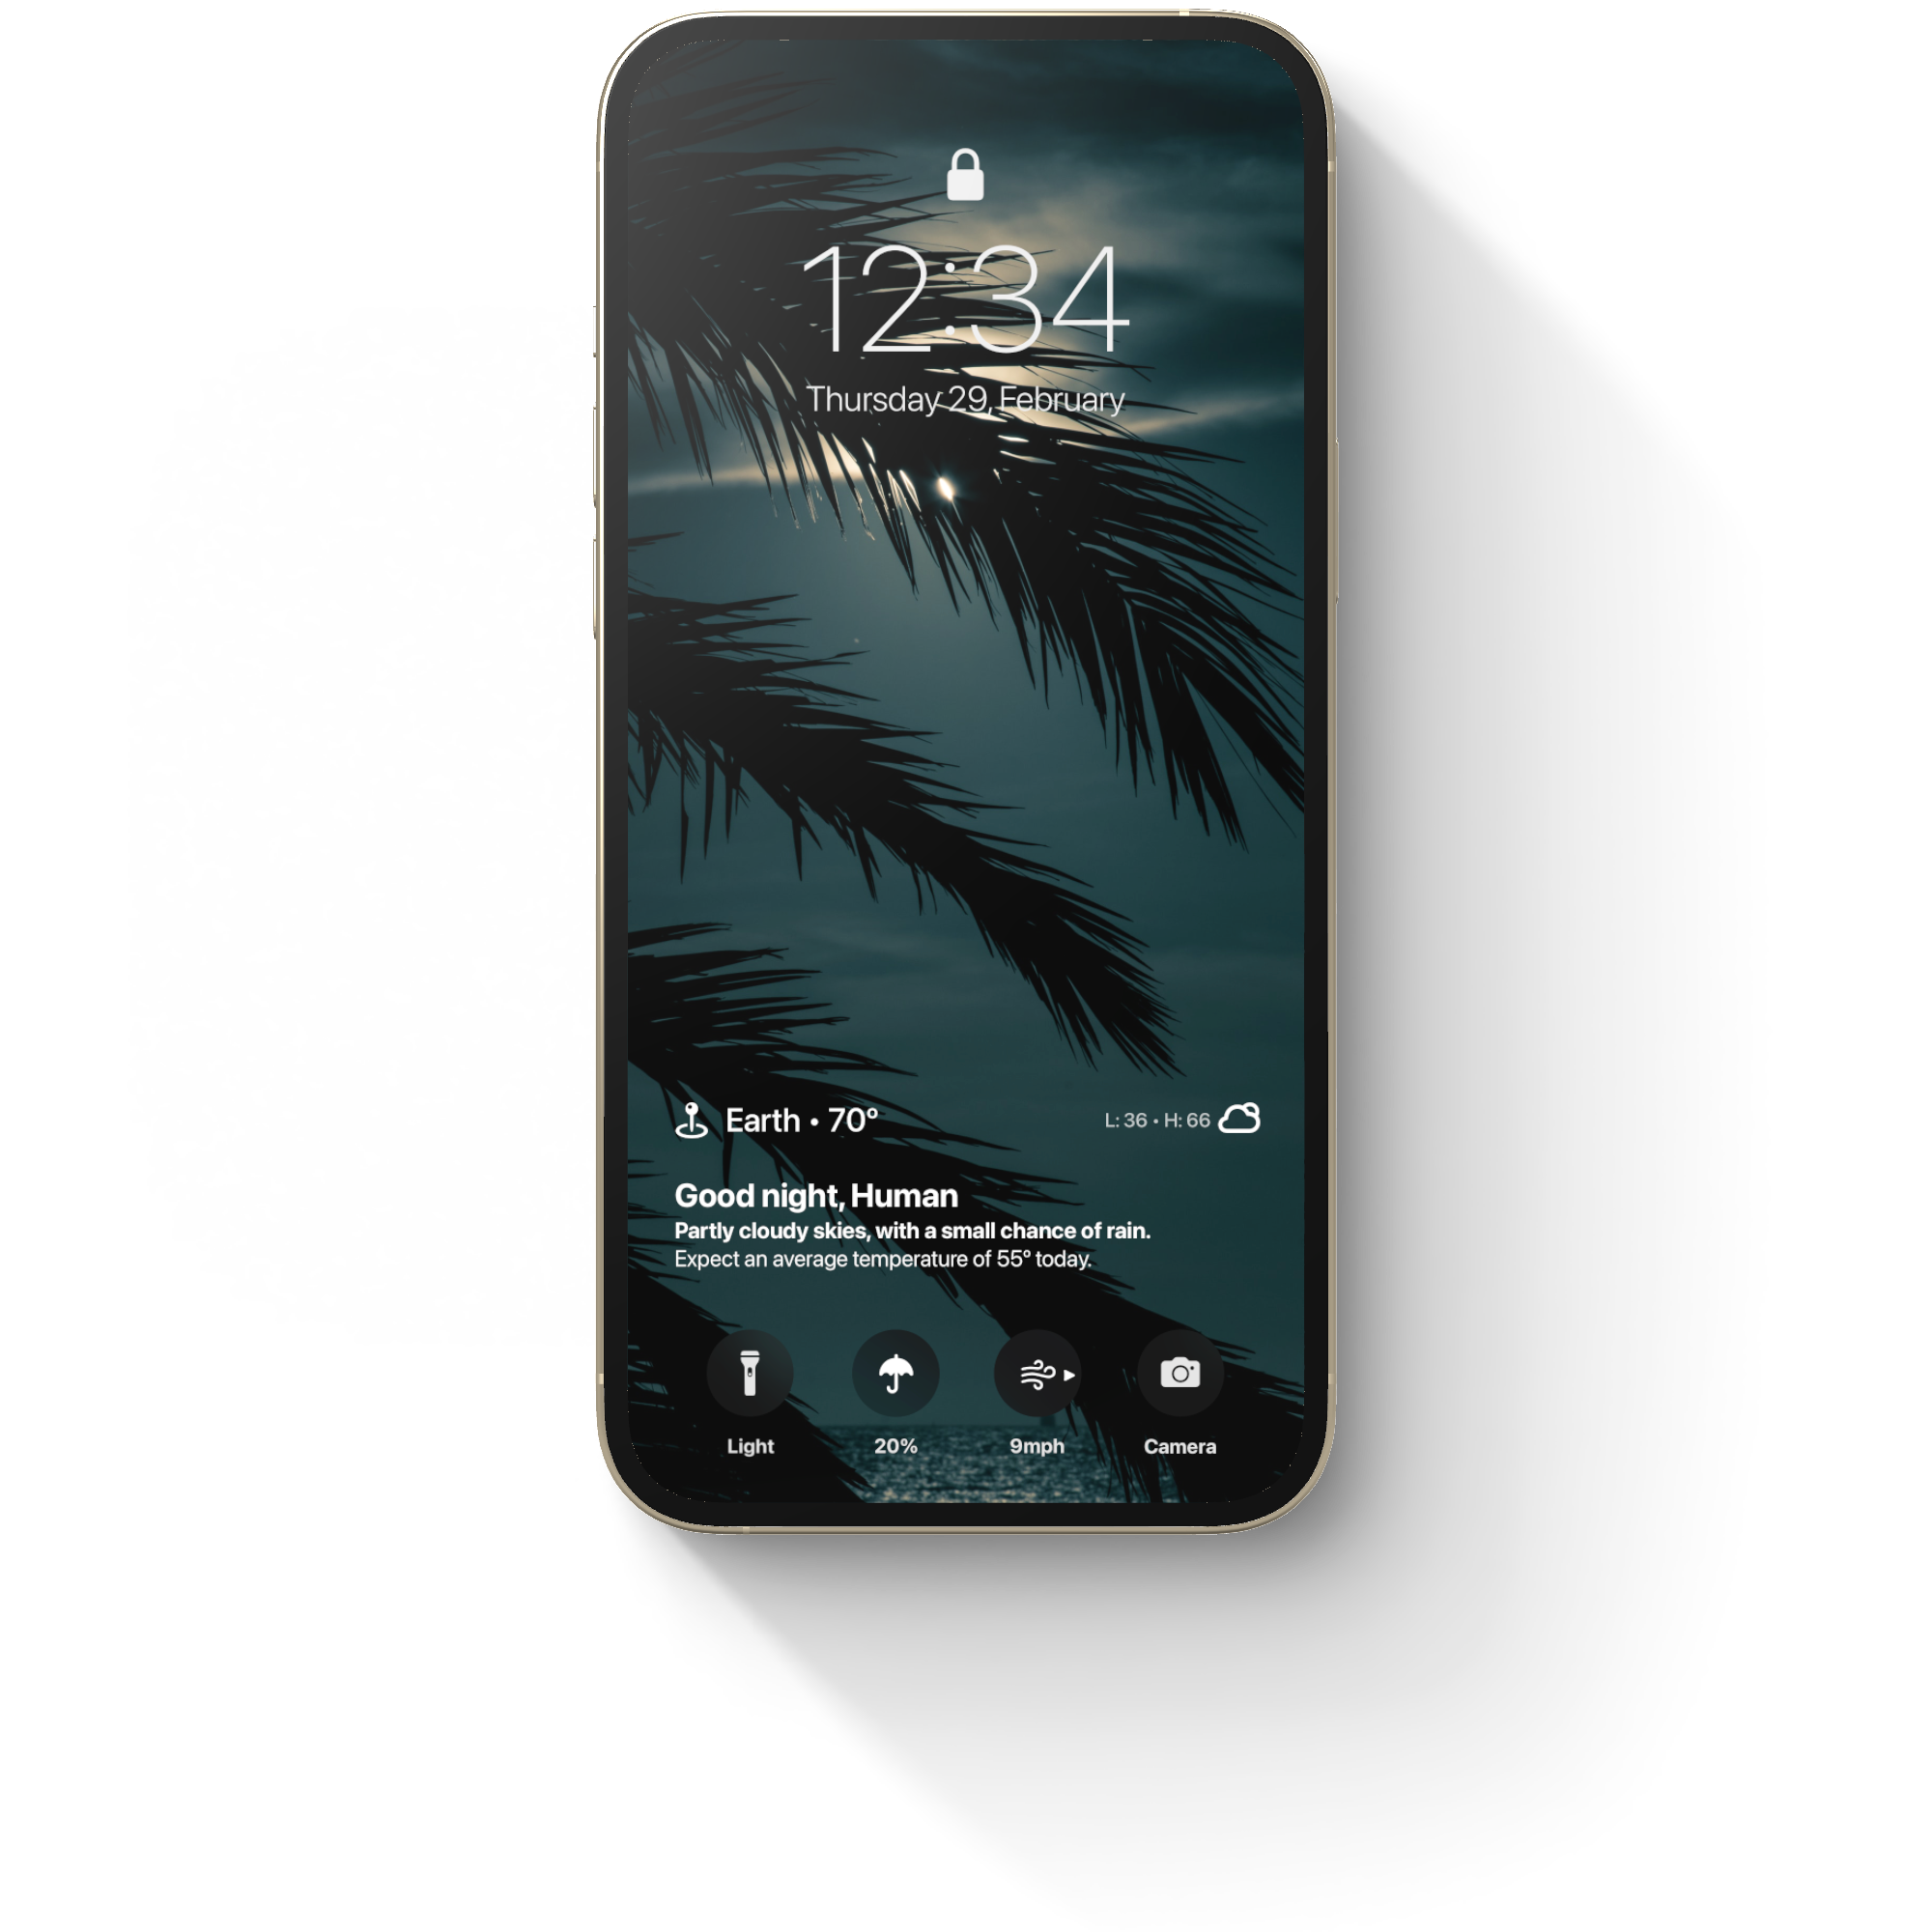 12:34
Thursday 29, February
Earth • 70°
L: 36 • H: 66
Good night, Human
Partly cloudy skies, with a small chance of rain.
Expect an average temperature of 55° today.
Light
20%
9mph
Camera